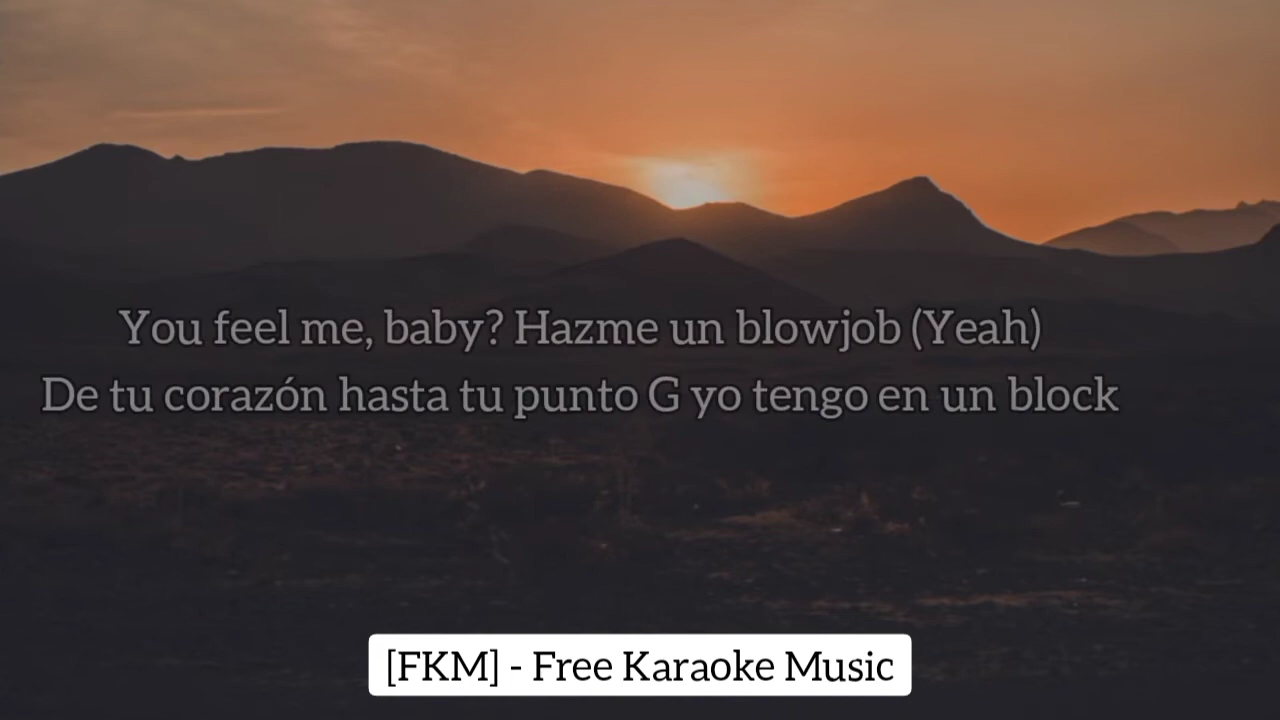 You feel me, baby? Hazme un blowjob (Yeah)
De tu corazón hasta tu punto G yo tengo en un block
[FKM] - Free Karaoke Music